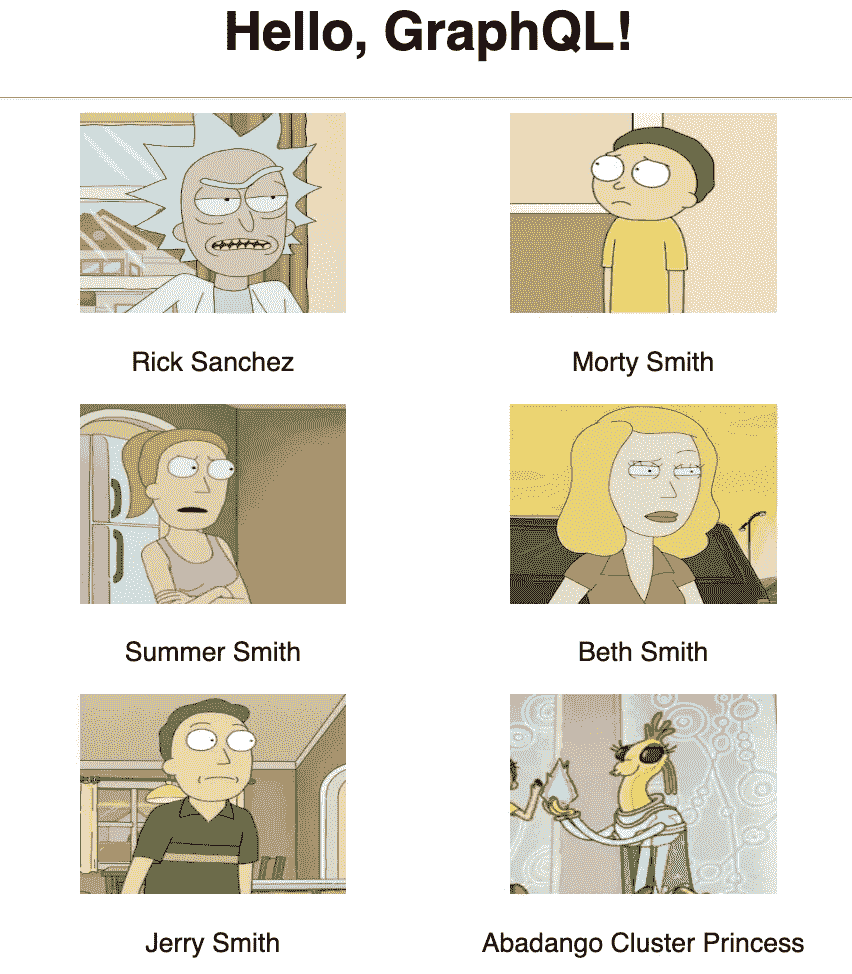 Hello, GraphQL!
Rick Sanchez
Morty Smith
Summer Smith
Beth Smith
Jerry Smith
Abadango Cluster Princess